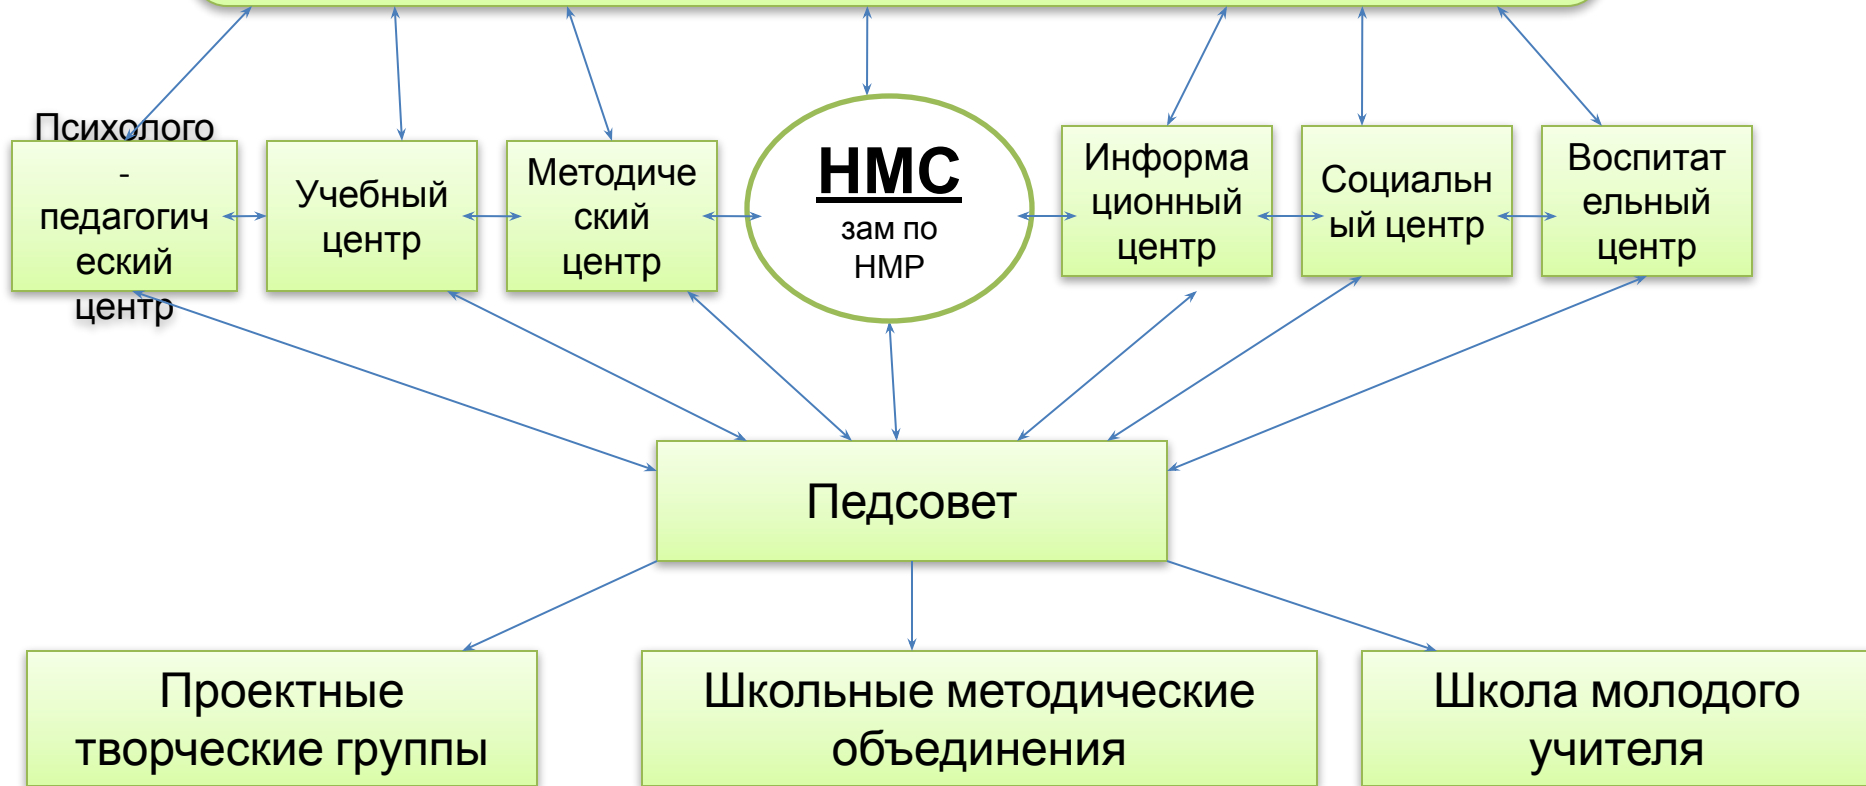 Психолого
-
педагогич
еский
центр
Учебный
центр
Методиче
ский
центр
НМС
зам по
НМР
Информа
ционный
центр
Социальн
ый центр
Воспитат
ельный
центр
Педсовет
Проектные
творческие группы
Школьные методические
объединения
Школа молодого
учителя